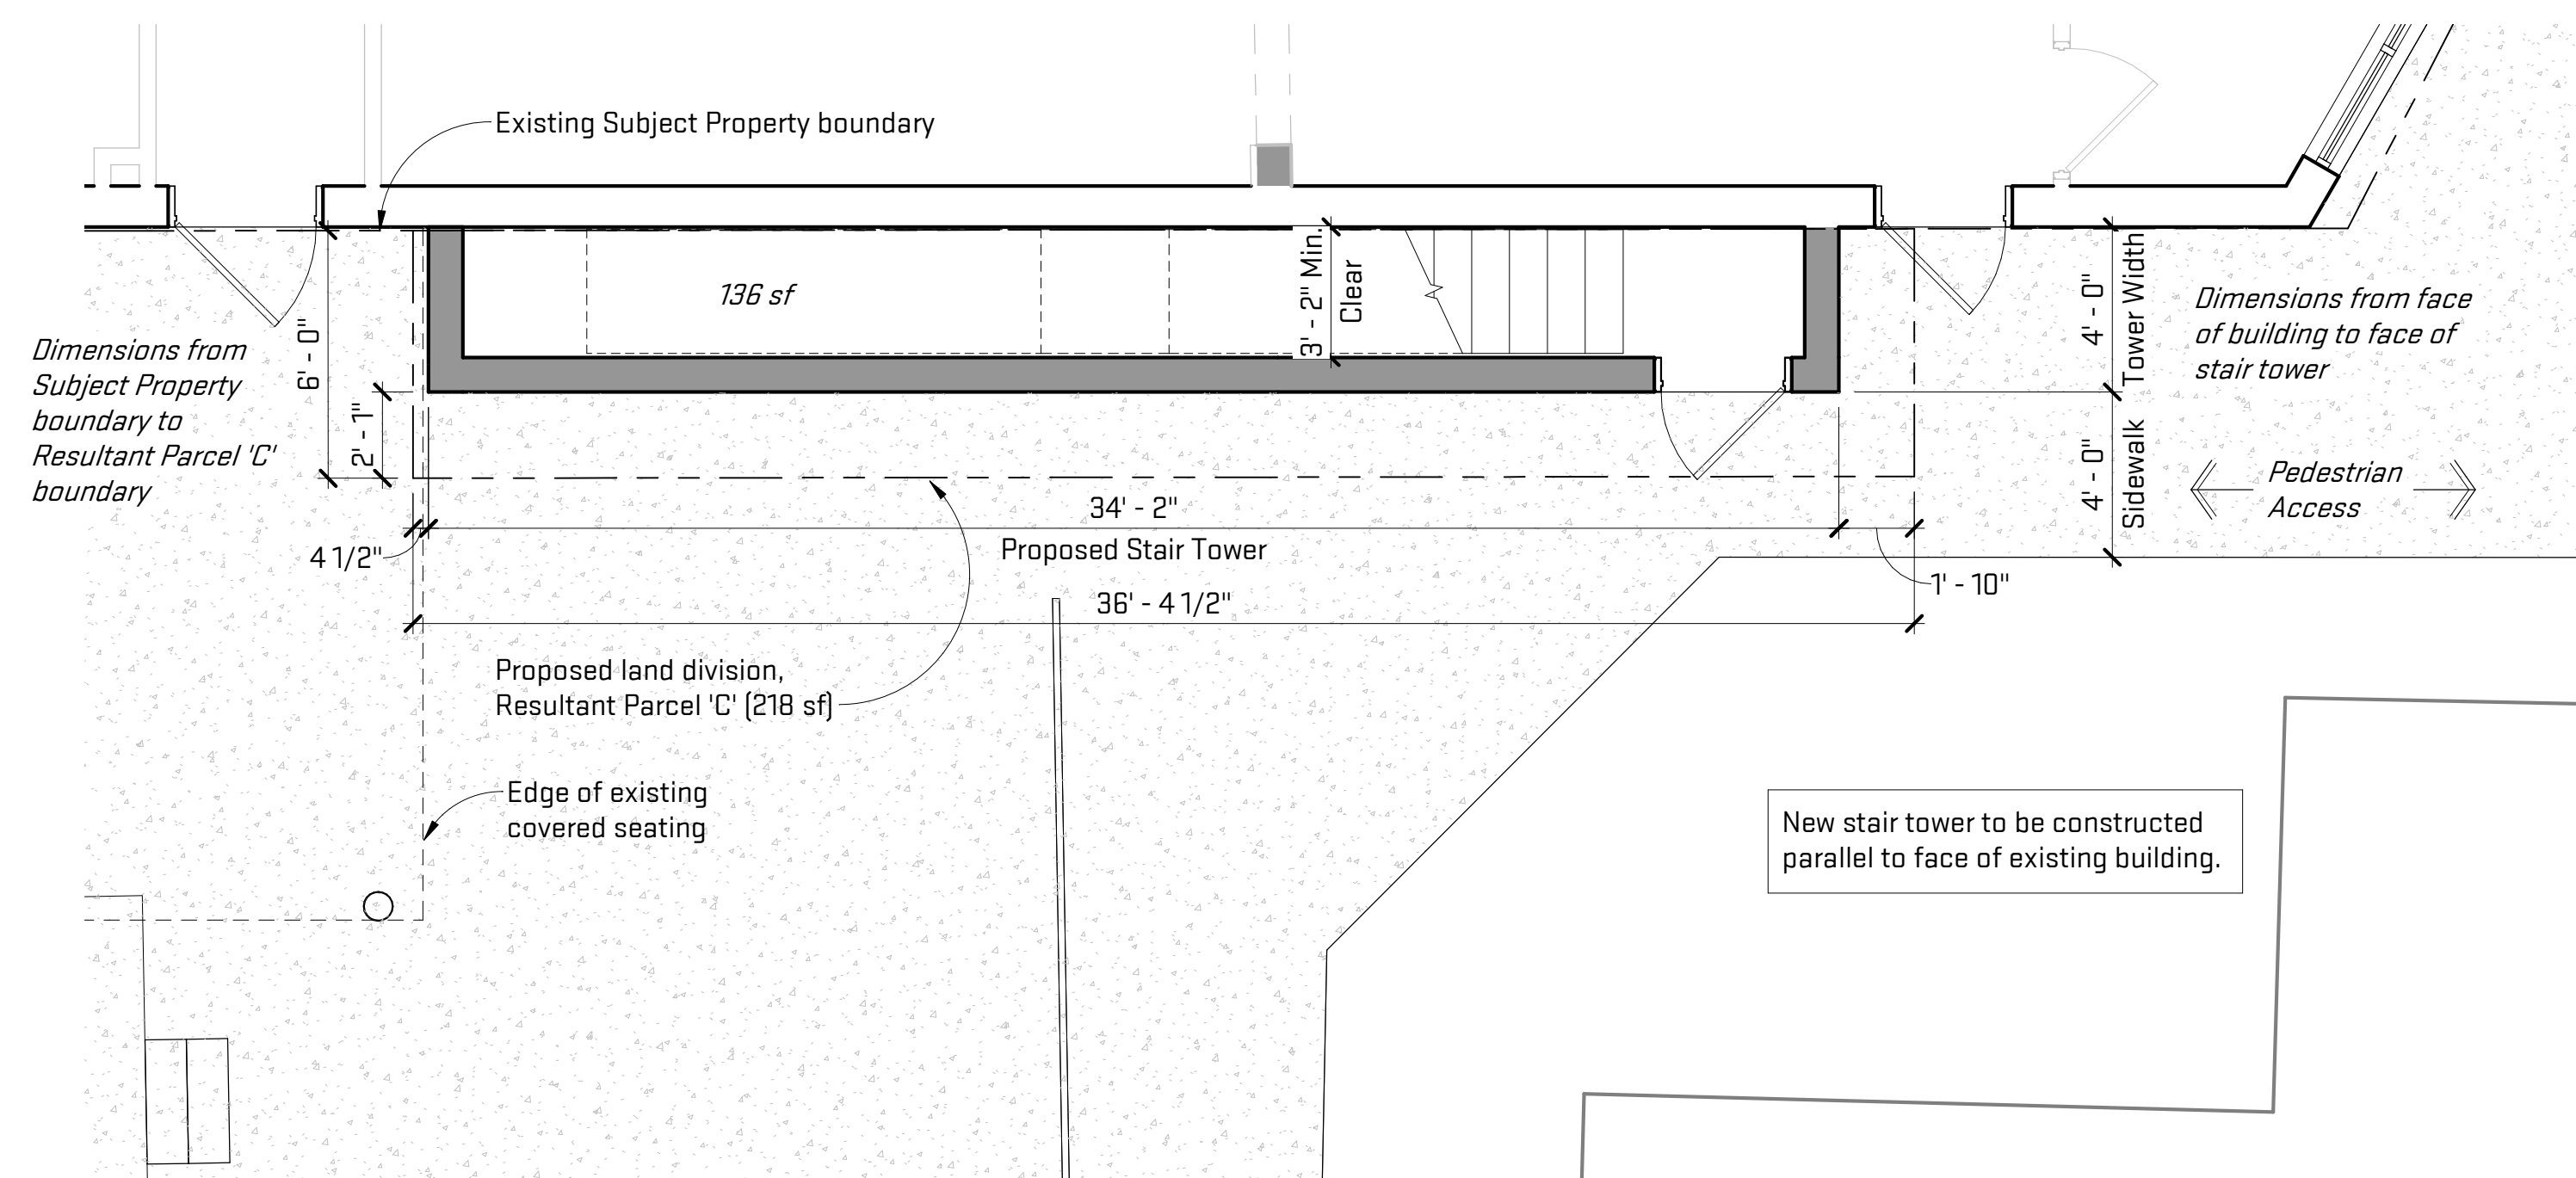 Existing Subject Property boundary
136 sf
3' - 2" Min.
Clear
Dimensions from
Subject Property
boundary to
Resultant Parcel 'C'
boundary
6' - 0"
2' - 1"
4' - 0"
Tower Width
Dimensions from face
of building to face of
stair tower
4' - 0"
Sidewalk
Pedestrian
Access
34' - 2"
Proposed Stair Tower
4 1/2"
1' - 10"
36' - 4 1/2"
Proposed land division,
Resultant Parcel 'C' (218 sf)
Edge of existing
covered seating
New stair tower to be constructed
parallel to face of existing building.